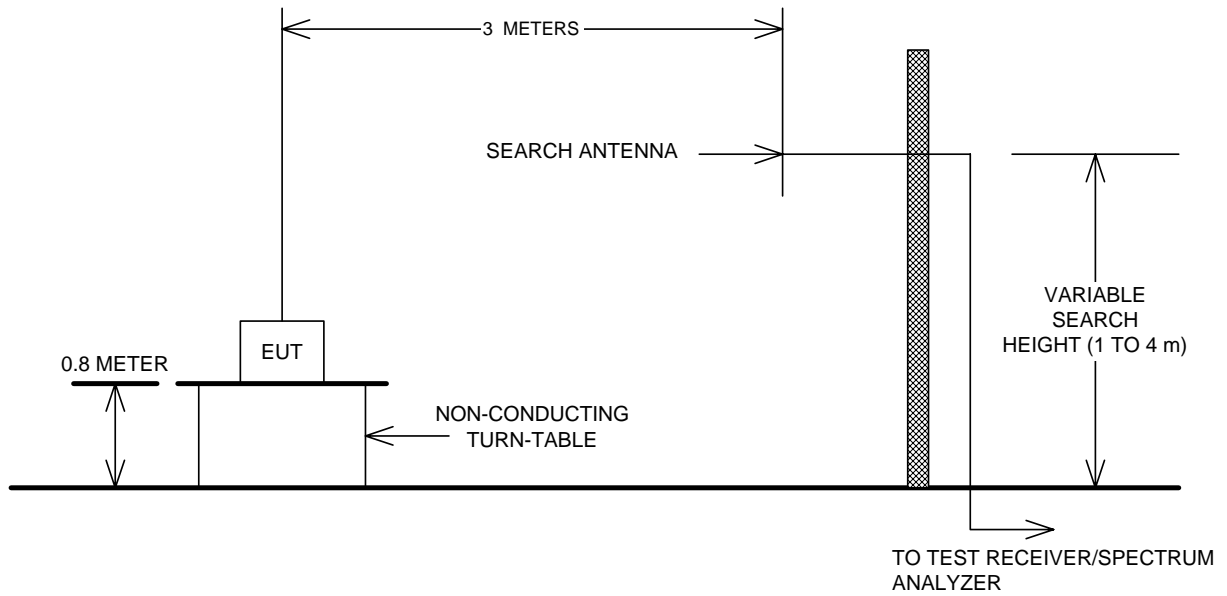 3 METERS
SEARCH ANTENNA
EUT
0.8 METER
VARIABLE
SEARCH
HEIGHT (1 TO 4 m)
NON-CONDUCTING
TURN-TABLE
TO TEST RECEIVER/SPECTRUM
ANALYZER